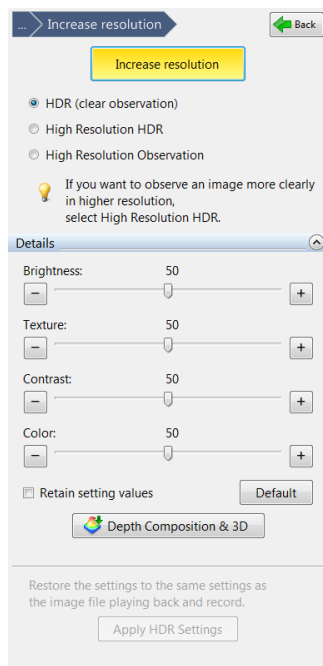 ... Increase resolution
Back
Increase resolution
HDR (clear observation)
High Resolution HDR
High Resolution Observation
If you want to observe an image more clearly
in higher resolution,
select High Resolution HDR.
Details
Brightness: 50
Texture: 50
Contrast: 50
Color: 50
Retain setting values
Default
Depth Composition & 3D
Restore the settings to the same settings as
the image file playing back and record.
Apply HDR Settings